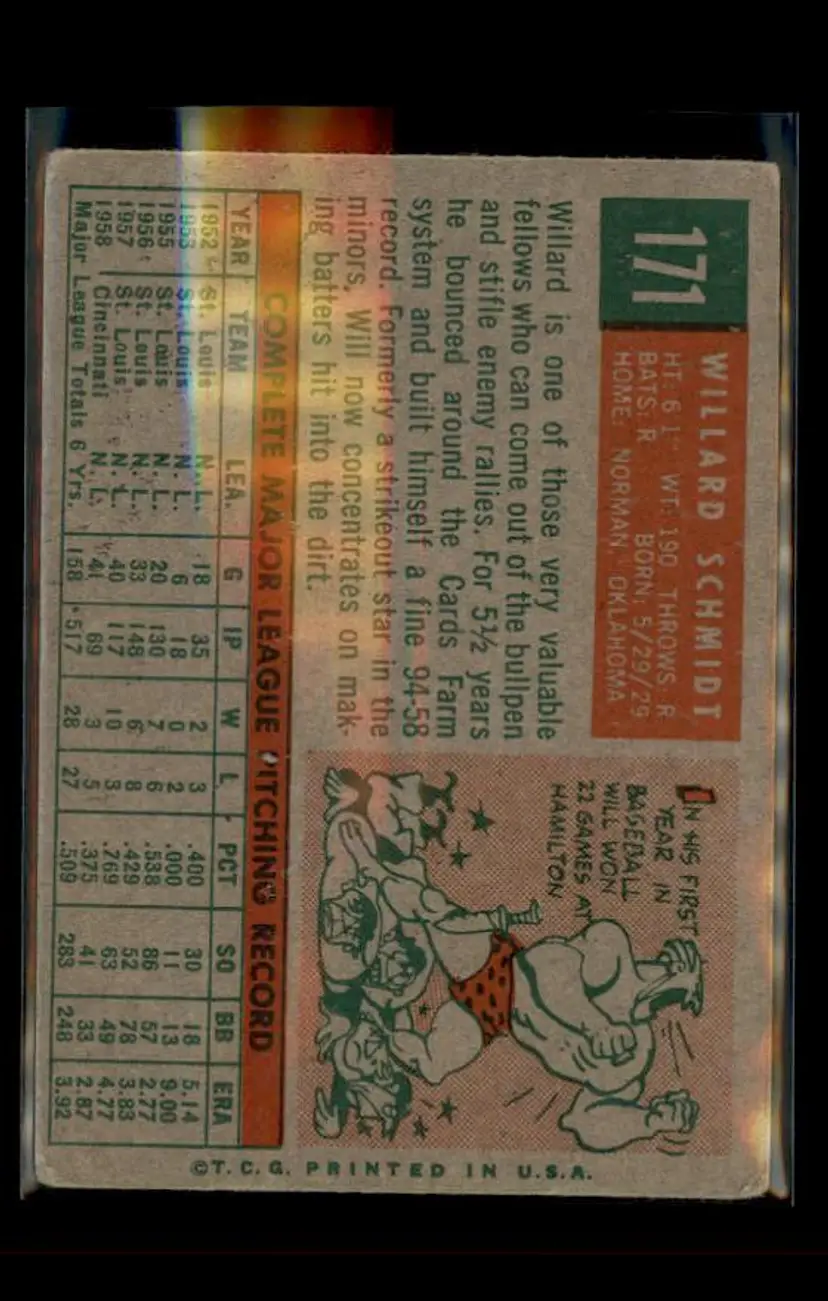 171
WILLARD SCHMIDT
HT: 6'1" WT: 190 THROWS: R
BATS: R BORN: 5/29/29
HOME: NORMAN, OKLAHOMA
Willard is one of those very valuable
fellows who can come out of the bullpen
and stifle enemy rallies. For 5½ years
he bounced around the Cards Farm
system and built himself a fine 94-58
record. Formerly a strikeout star in the
minors, Will now concentrates on mak-
ing batters hit into the dirt.
IN HIS FIRST
YEAR IN
BASEBALL
WILL WON
22 GAMES AT
HAMILTON
COMPLETE MAJOR LEAGUE PITCHING RECORD
YEAR TEAM LEA. G IP W L PCT SO BB ERA
1952 St. Louis N. L. 18 35 2 3 .400 30 18 5.14
1953 St. Louis N. L. 6 18 0 2 .000 11 13 9.00
1955 St. Louis N. L. 20 130 7 6 .538 86 57 2.77
1956 St. Louis N. L. 33 148 6 8 .429 52 78 3.83
1957 St. Louis N. L. 40 117 10 3 .769 63 49 4.77
1958 Cincinnati N. L. 41 69 3 5 .375 41 33 2.87
Major League Totals 6 Yrs. 158 517 28 27 .509 283 248 3.92
©T. C. G. PRINTED IN U.S.A.